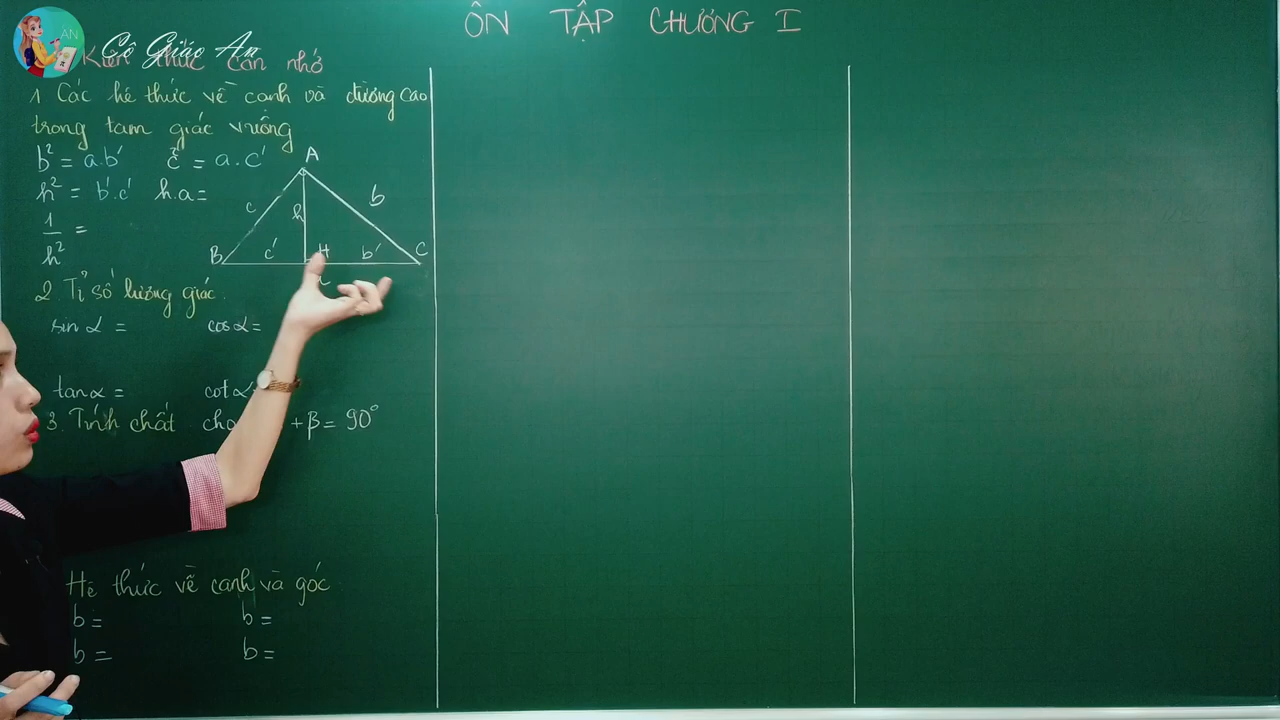 ÔN TẬP CHƯƠNG I
AN
Cô Giáo An
Kiến thức cần nhớ
1 Các hệ thức về cạnh và đường cao
trong tam giác vuông
b² = a.b' c² = a.c'
h² = b'.c' h.a =
1/h² =
A
c h b
B c' H b' C
2. Tỉ số lượng giác.
sin α = cos α =
tan α = cot α
3. Tính chất cho + β = 90°
Hệ thức về cạnh và góc
b = b =
b = b =